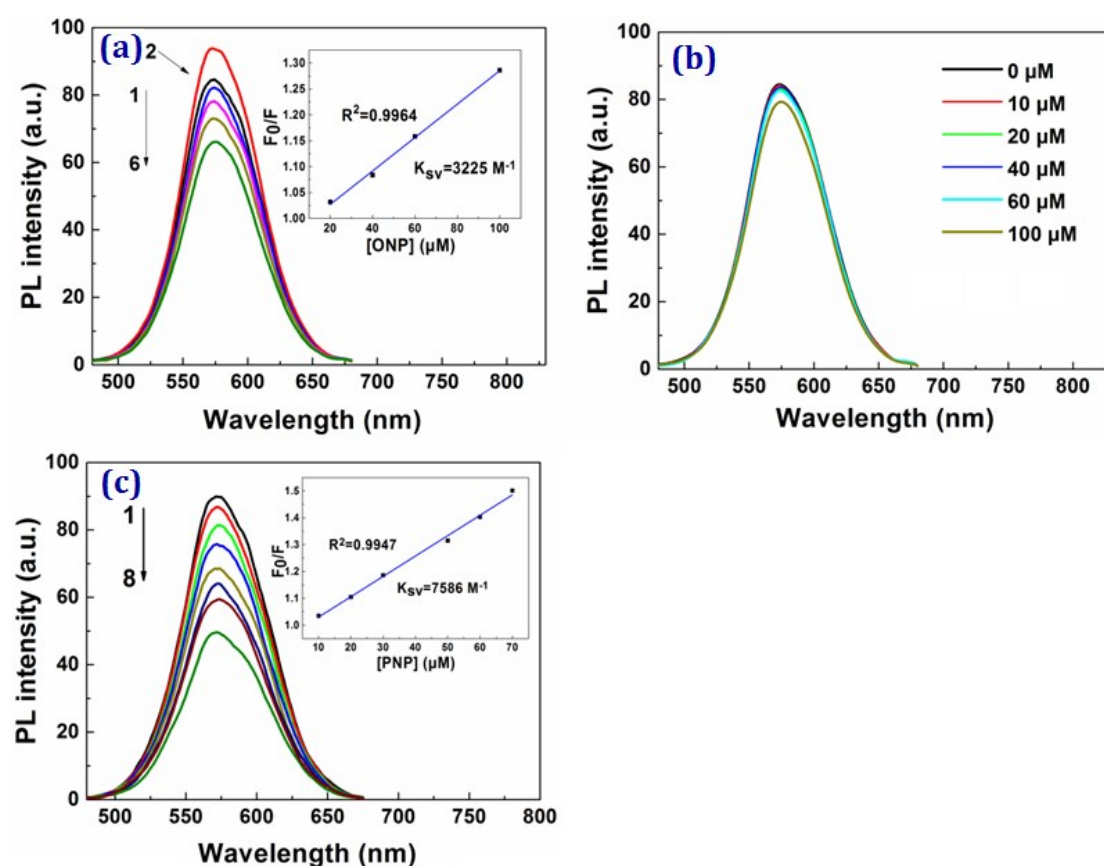 (a)
2
1
6
PL intensity (a.u.)
100
80
60
40
20
0
500 550 600 650 700 750 800
Wavelength (nm)
F₀/F
1.30
1.25
1.20
1.15
1.10
1.05
1.00
R²=0.9964
K_SV=3225 M⁻¹
20 40 60 80 100
[ONP] (µM)
(b)
PL intensity (a.u.)
100
80
60
40
20
0
500 550 600 650 700 750 800
Wavelength (nm)
0 µM
10 µM
20 µM
40 µM
60 µM
100 µM
(c)
1
8
PL intensity (a.u.)
100
80
60
40
20
0
500 550 600 650 700 750 800
Wavelength (nm)
F₀/F
1.5
1.4
1.3
1.2
1.1
1.0
R²=0.9947
K_SV=7586 M⁻¹
10 20 30 40 50 60 70
[PNP] (µM)